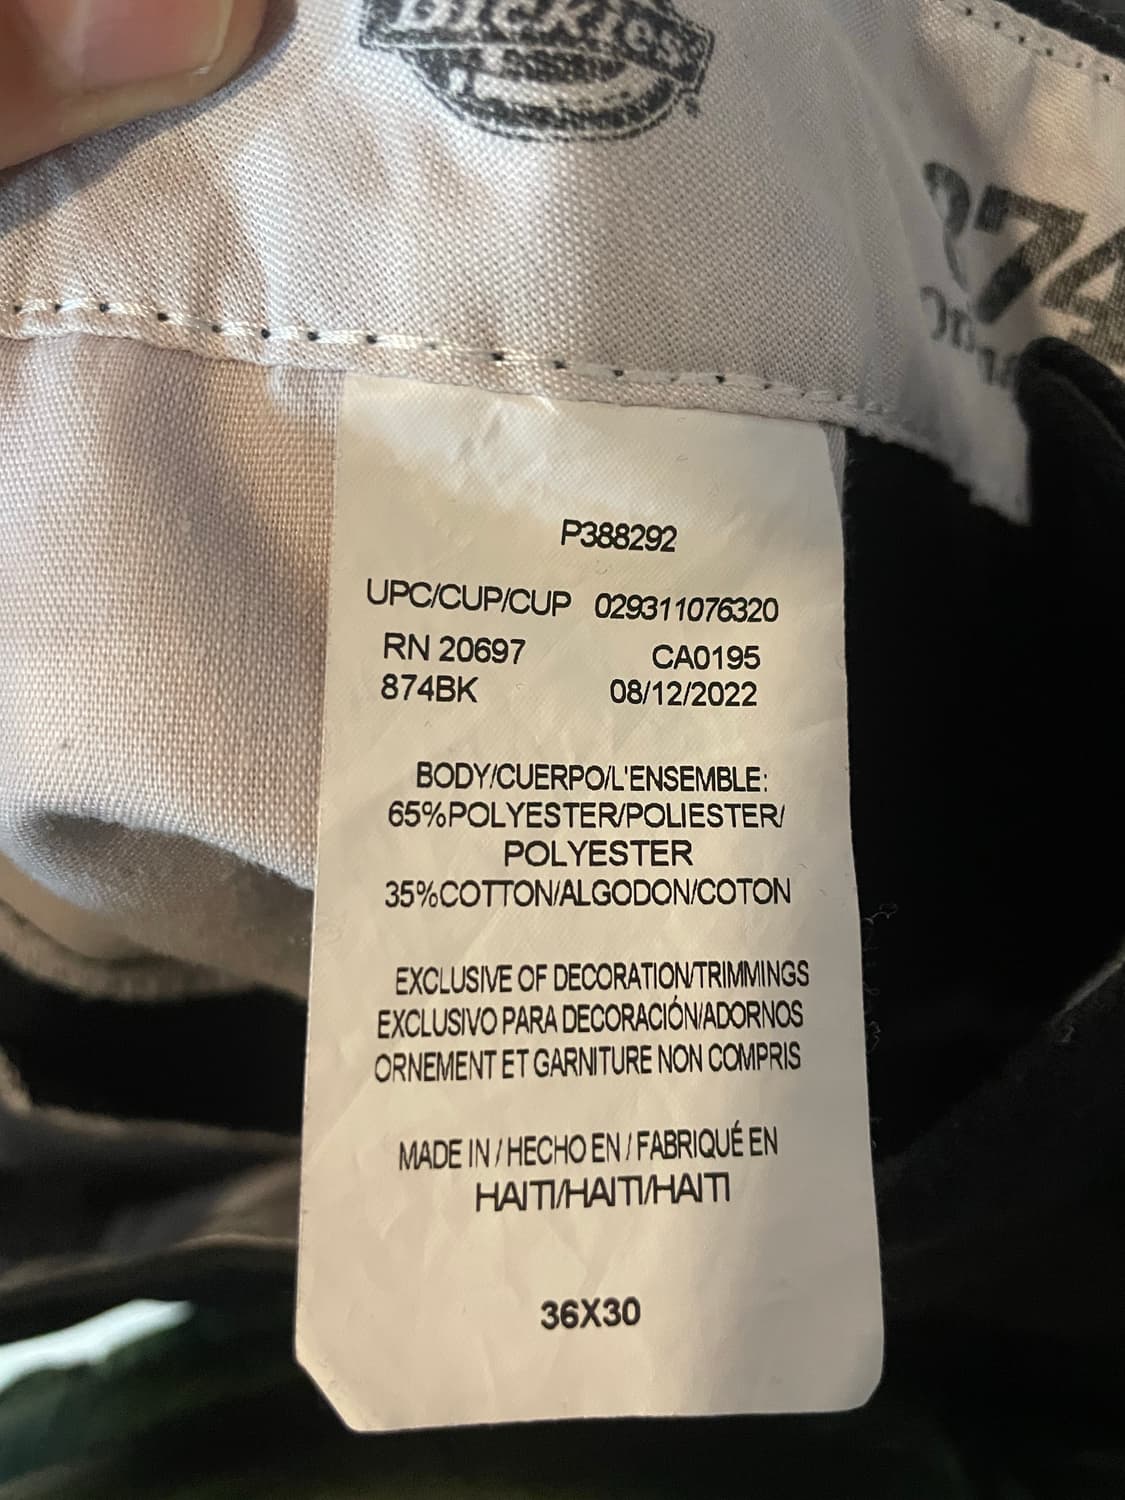 Dickies
874
P388292
UPC/CUP/CUP 029311076320
RN 20697 CA0195
874BK 08/12/2022
BODY/CUERPO/L'ENSEMBLE:
65%POLYESTER/POLIESTER/
POLYESTER
35%COTTON/ALGODON/COTON
EXCLUSIVE OF DECORATION/TRIMMINGS
EXCLUSIVO PARA DECORACIÓN/ADORNOS
ORNEMENT ET GARNITURE NON COMPRIS
MADE IN / HECHO EN / FABRIQUÉ EN
HAITI/HAITI/HAITI
36X30